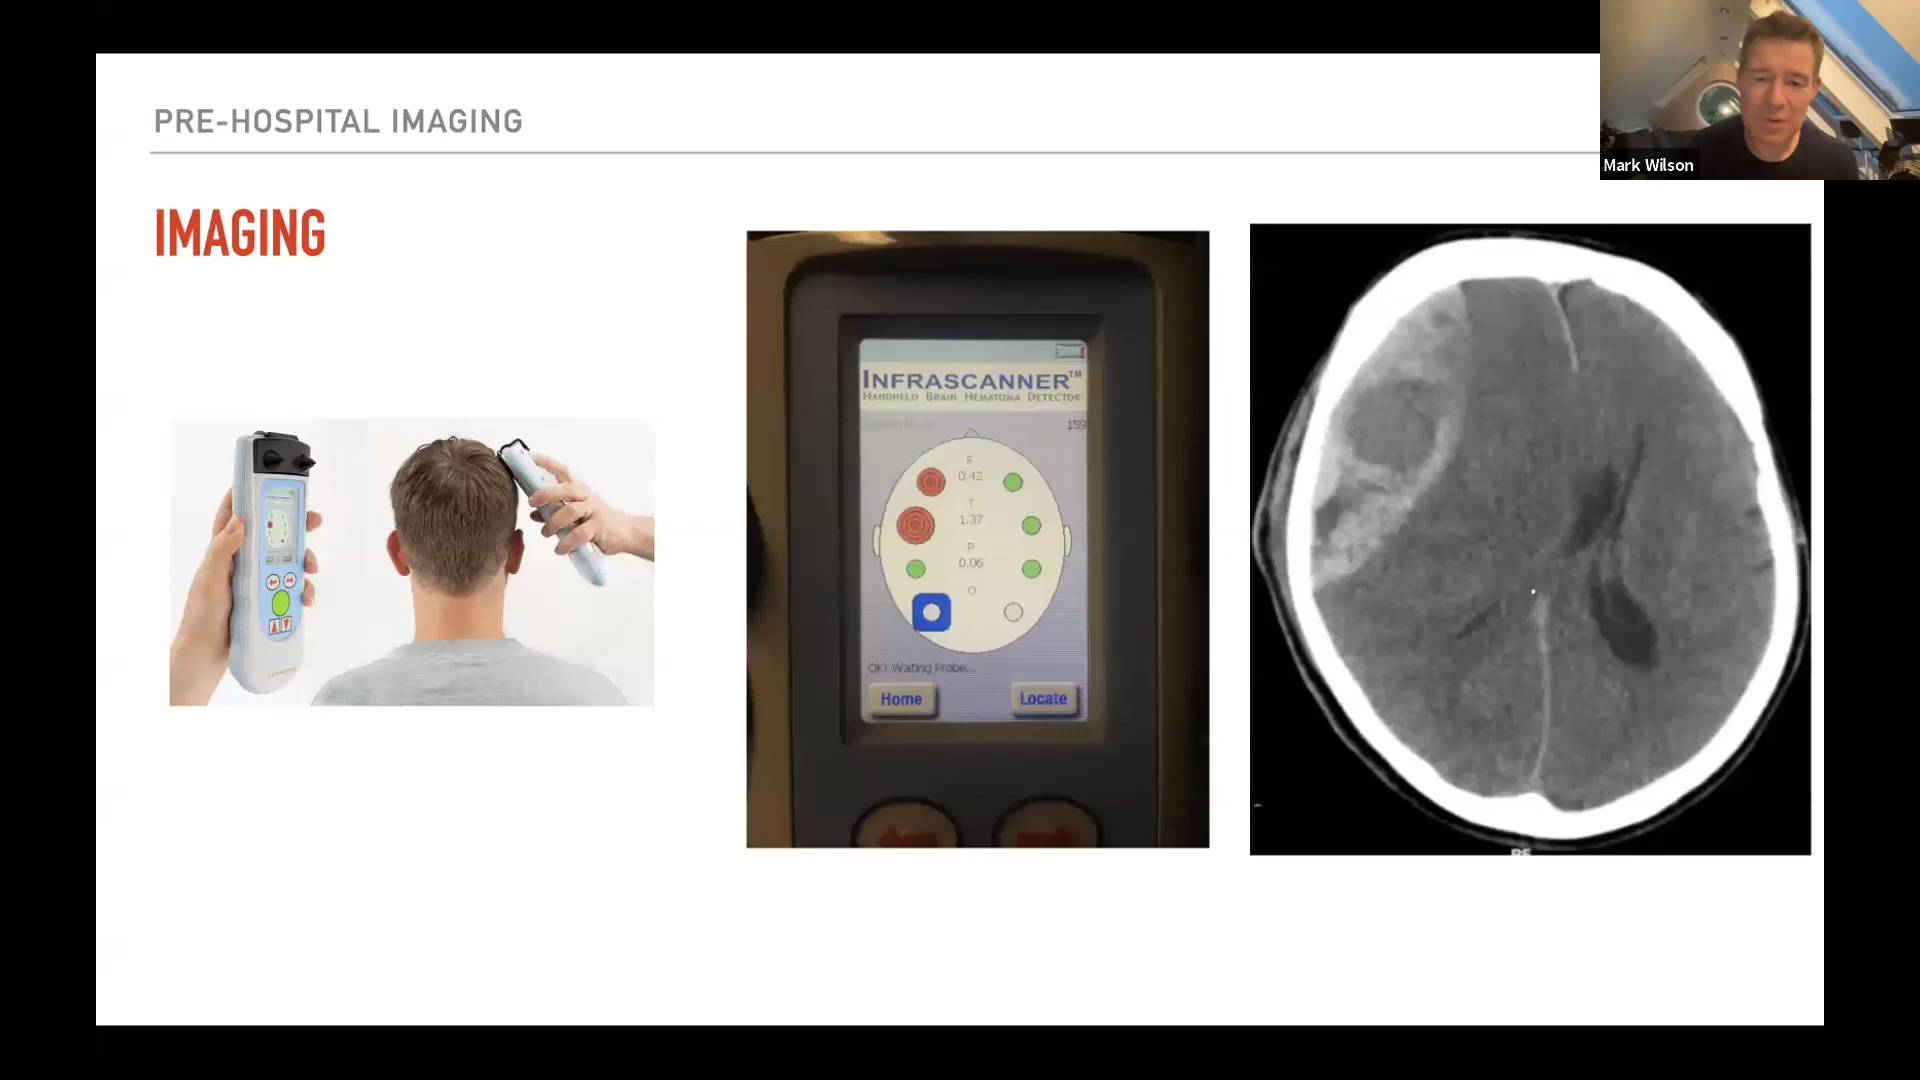 PRE-HOSPITAL IMAGING
Mark Wilson
IMAGING
INFRASCANNER™
HANDHELD BRAIN HEMATOMA DETECTOR
159
F
0.42
T
1.37
P
0.06
O
OK! Waiting Probe...
Home
Locate